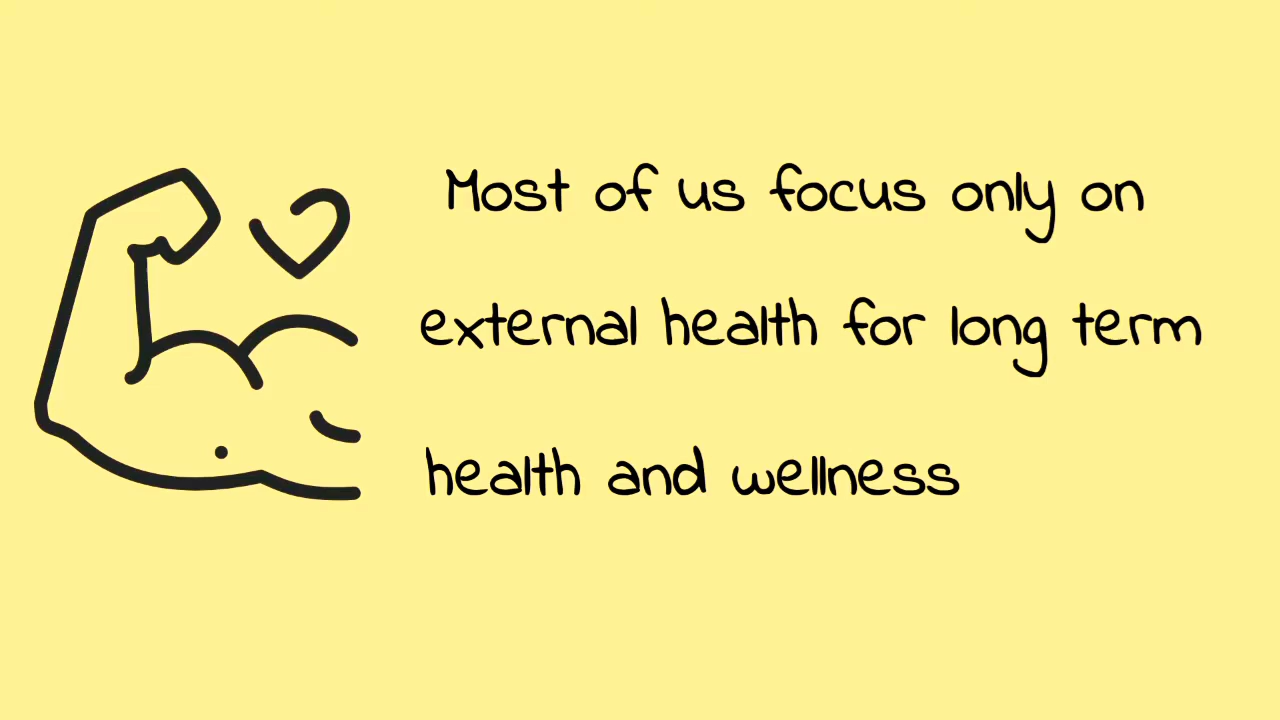 Most of us focus only on
external health for long term
health and wellness